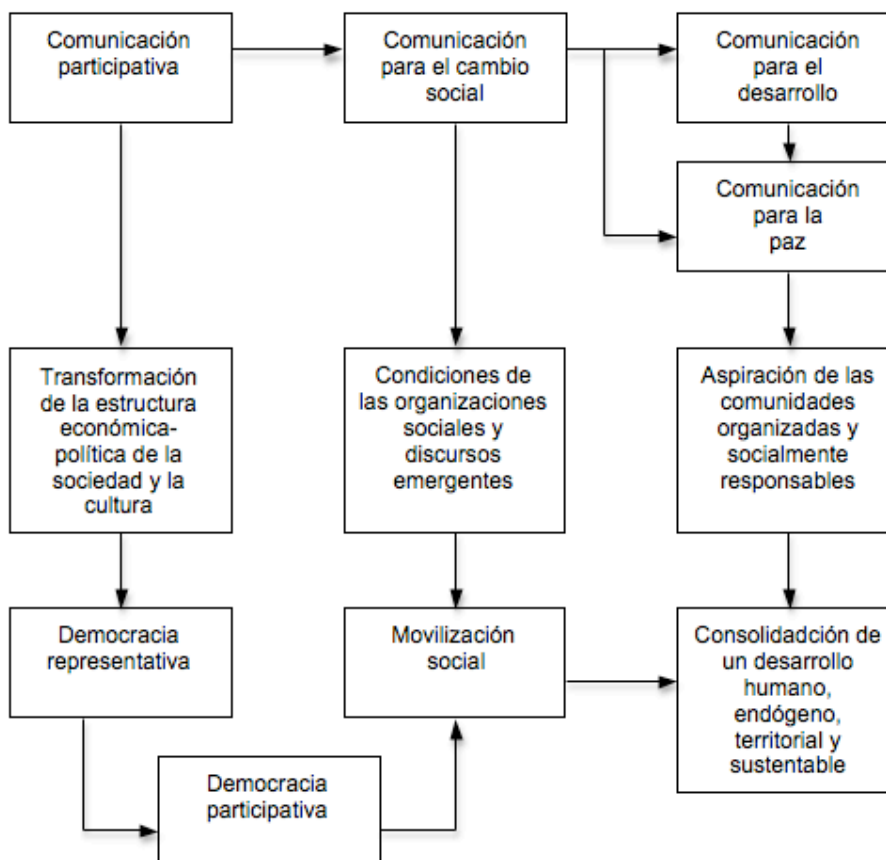 Comunicación
participativa
Comunicación
para el cambio
social
Comunicación
para el
desarrollo
Comunicación
para la
paz
Transformación
de la estructura
económica-
política de la
sociedad y la
cultura
Condiciones de
las organizaciones
sociales y
discursos
emergentes
Aspiración de las
comunidades
organizadas y
socialmente
responsables
Democracia
representativa
Movilización
social
Consolidadción de
un desarrollo
humano,
endógeno,
territorial y
sustentable
Democracia
participativa